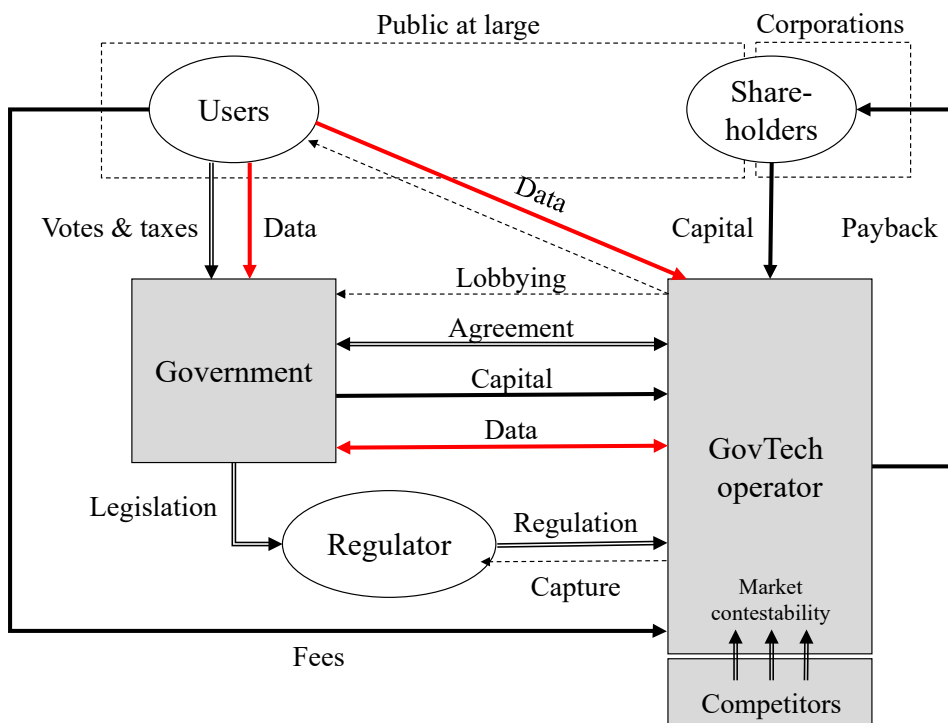 Public at large
Corporations
Users
Share-
holders
Data
Votes & taxes
Data
Capital
Payback
Lobbying
Agreement
Government
Capital
Data
GovTech
operator
Legislation
Regulation
Regulator
Capture
Market
contestability
Fees
Competitors